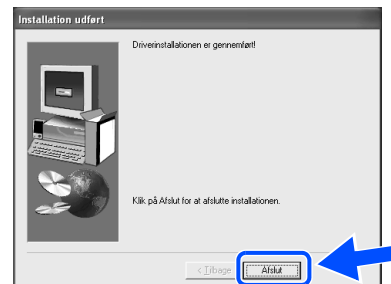 Installation udført
Driverinstallationen er gennemført!
Klik på Afslut for at afslutte installationen.
< Tilbage
Afslut